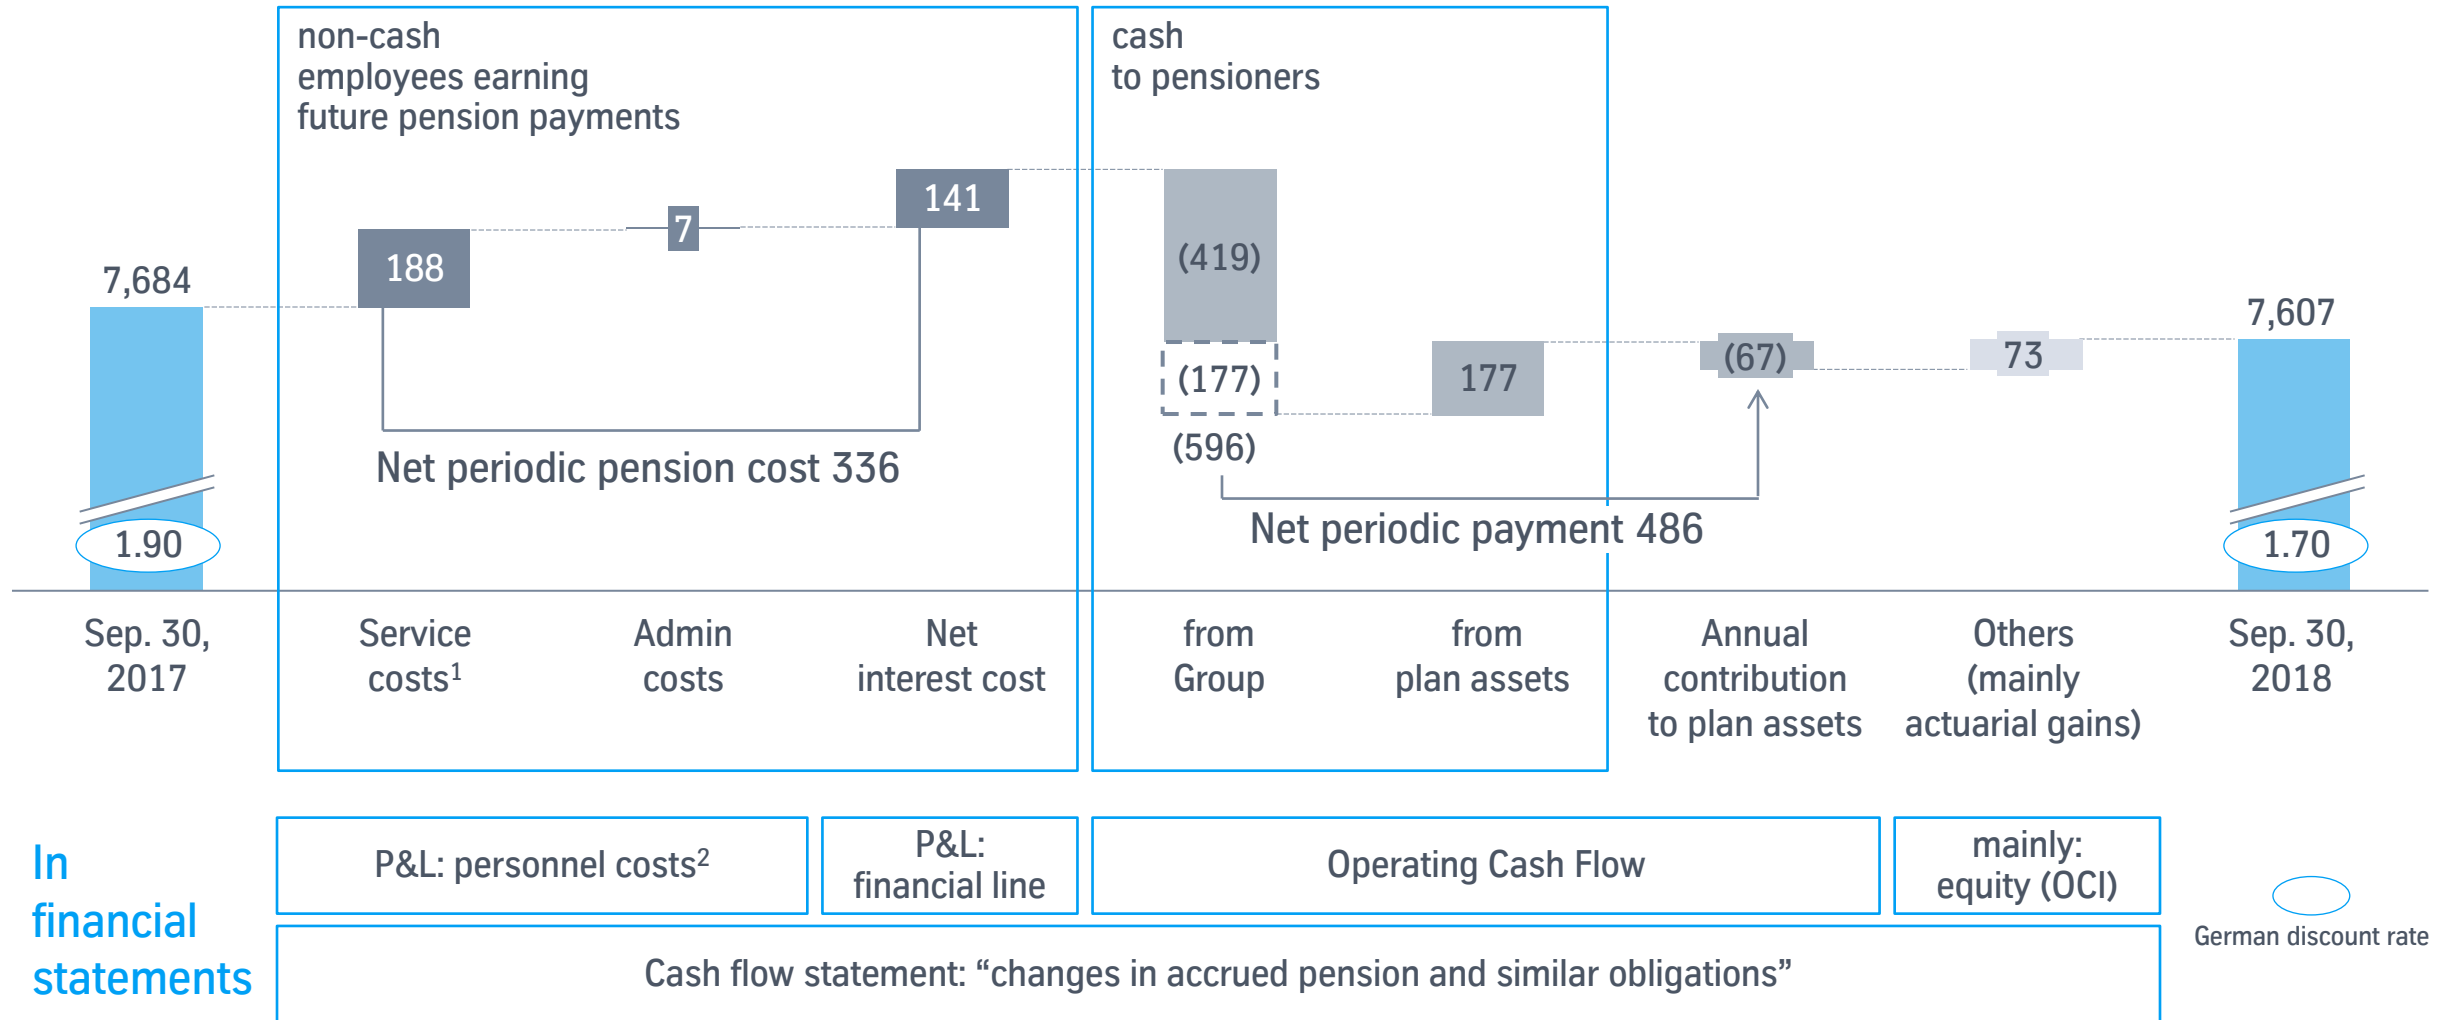 non-cash
employees earning
future pension payments
cash
to pensioners
7,684
188
7
141
(419)
(177)
(596)
177
(67)
73
7,607
Net periodic pension cost 336
Net periodic payment 486
1.90
1.70
Sep. 30,
2017
Service
costs¹
Admin
costs
Net
interest cost
from
Group
from
plan assets
Annual
contribution
to plan assets
Others
(mainly
actuarial gains)
Sep. 30,
2018
In
financial
statements
P&L: personnel costs²
P&L:
financial line
Operating Cash Flow
mainly:
equity (OCI)
Cash flow statement: “changes in accrued pension and similar obligations”
German discount rate